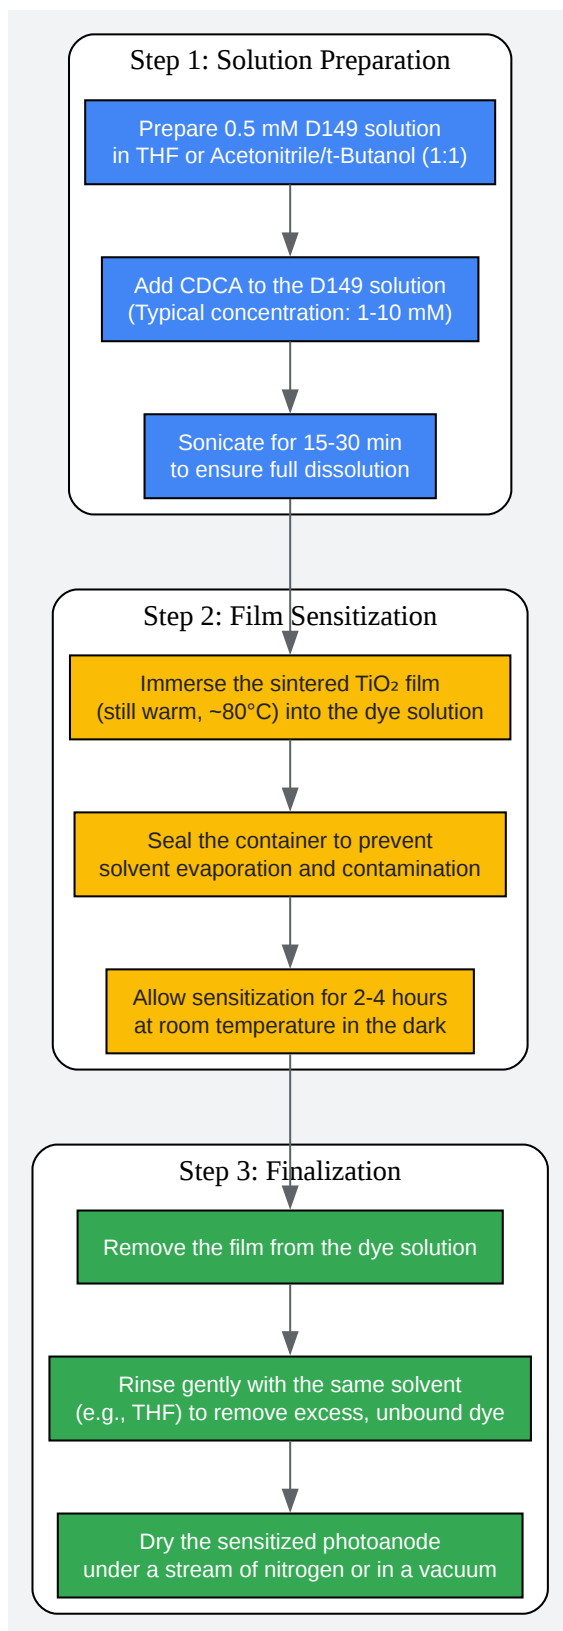 Step 1: Solution Preparation
Prepare 0.5 mM D149 solution
in THF or Acetonitrile/t-Butanol (1:1)
Add CDCA to the D149 solution
(Typical concentration: 1-10 mM)
Sonicate for 15-30 min
to ensure full dissolution
Step 2: Film Sensitization
Immerse the sintered TiO₂ film
(still warm, ~80°C) into the dye solution
Seal the container to prevent
solvent evaporation and contamination
Allow sensitization for 2-4 hours
at room temperature in the dark
Step 3: Finalization
Remove the film from the dye solution
Rinse gently with the same solvent
(e.g., THF) to remove excess, unbound dye
Dry the sensitized photoanode
under a stream of nitrogen or in a vacuum